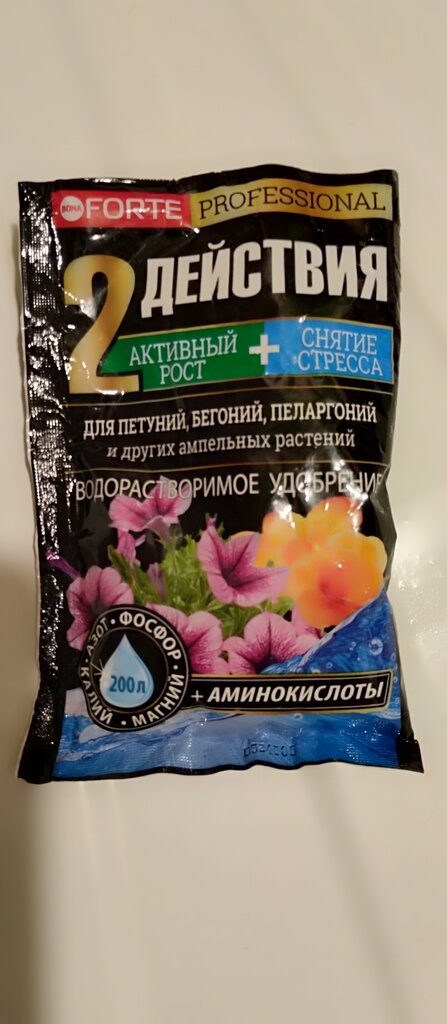 BONA FORTE PROFESSIONAL
2 ДЕЙСТВИЯ
АКТИВНЫЙ РОСТ + СНЯТИЕ СТРЕССА
ДЛЯ ПЕТУНИЙ, БЕГОНИЙ, ПЕЛАРГОНИЙ
и других ампельных растений
ВОДОРАСТВОРИМОЕ УДОБРЕНИЕ
АЗОТ • ФОСФОР • МАГНИЙ • КАЛИЙ •
200 л
+ АМИНОКИСЛОТЫ